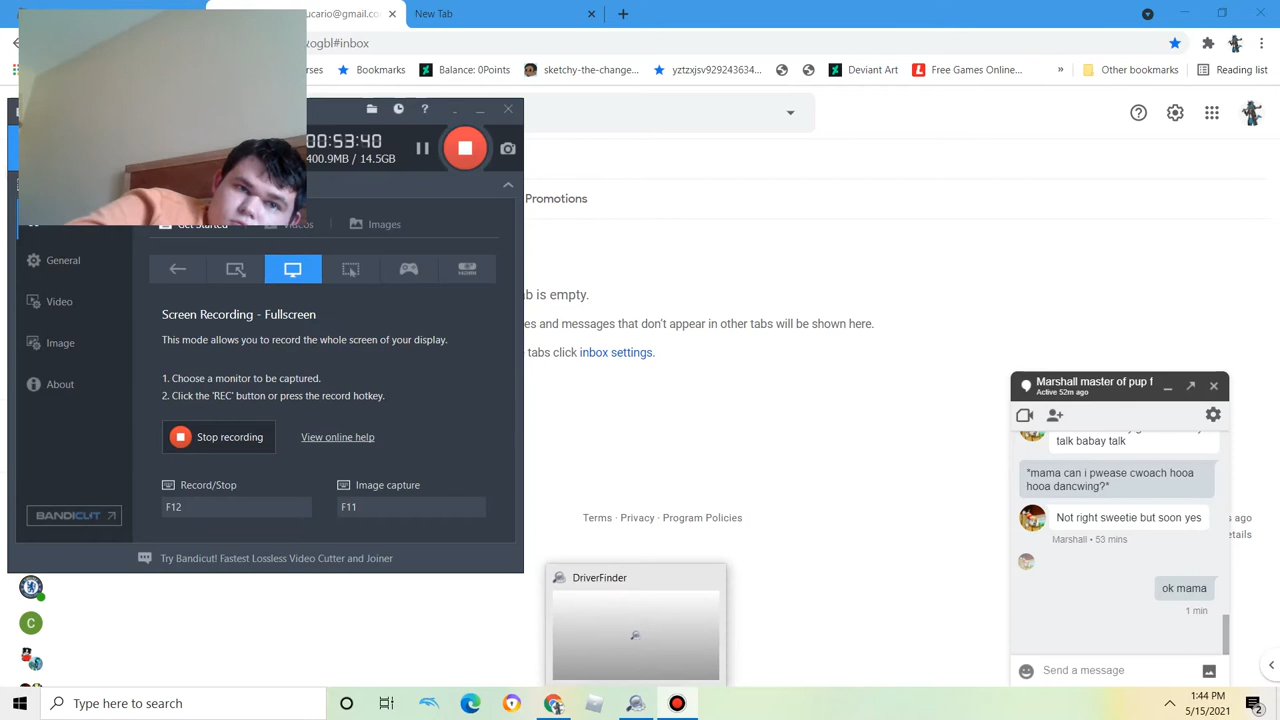 ucario@gmail.co
New Tab
ogbl#inbox
rses
Bookmarks
Balance: 0Points
sketchy-the-change...
yztzxjsv929243634...
Deviant Art
Free Games Online...
»
Other bookmarks
Reading list
00:53:40
400.9MB / 14.5GB
Promotions
Get Started
Videos
Images
General
Video
Image
About
Screen Recording - Fullscreen
This mode allows you to record the whole screen of your display.
1. Choose a monitor to be captured.
2. Click the 'REC' button or press the record hotkey.
Stop recording
View online help
Record/Stop
Image capture
F12
F11
BANDICUT
Try Bandicut! Fastest Lossless Video Cutter and Joiner
ab is empty.
es and messages that don't appear in other tabs will be shown here.
tabs click inbox settings.
Terms · Privacy · Program Policies
s ago
etails
Marshall master of pup f
Active 52m ago
talk babay talk
*mama can i pwease cwoach hooa
hooa dancwing?*
Not right sweetie but soon yes
Marshall • 53 mins
ok mama
1 min
Send a message
DriverFinder
C
Type here to search
1:44 PM
5/15/2021
2